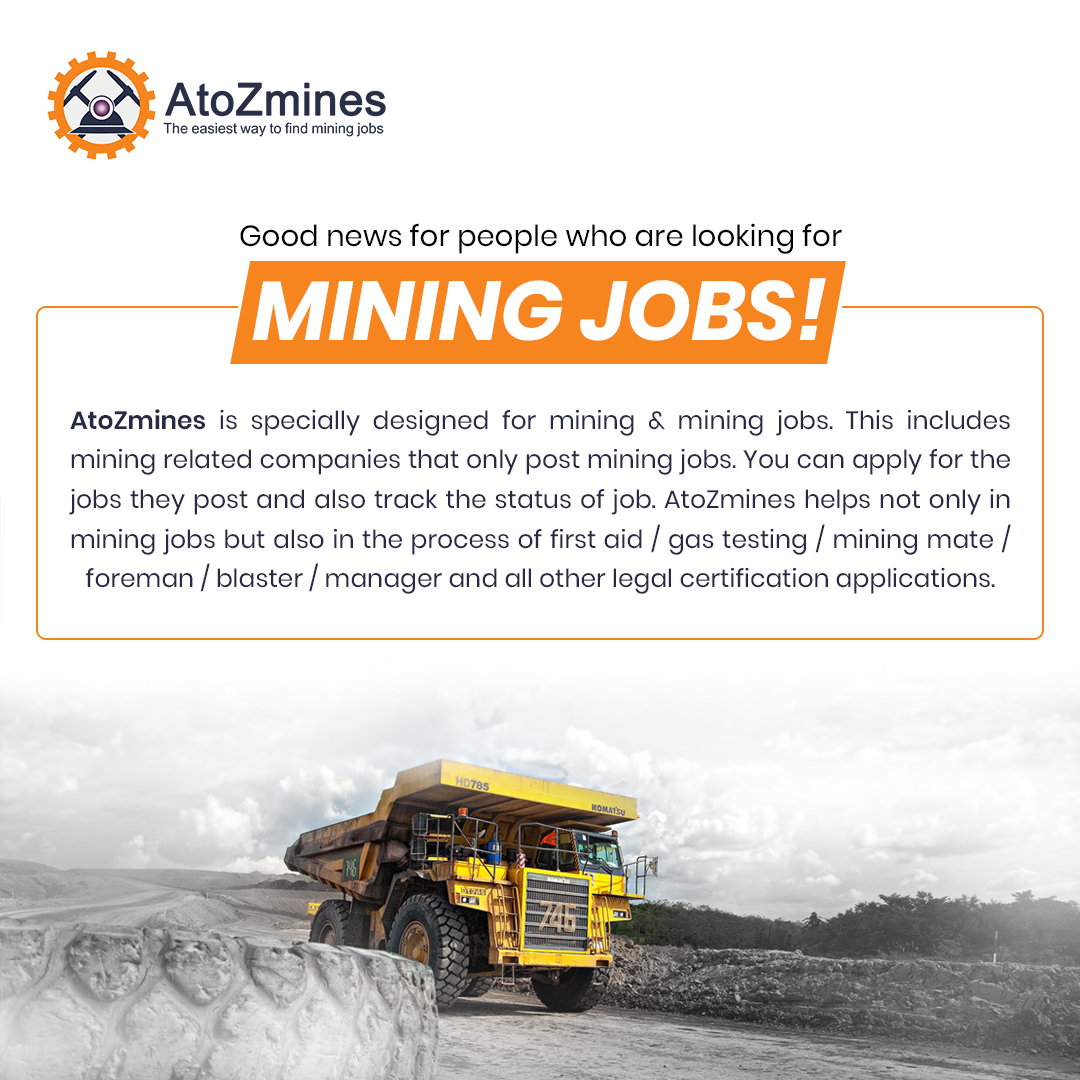 AtoZmines
The easiest way to find mining jobs
Good news for people who are looking for
MINING JOBS!
AtoZmines is specially designed for mining & mining jobs. This includes
mining related companies that only post mining jobs. You can apply for the
jobs they post and also track the status of job. AtoZmines helps not only in
mining jobs but also in the process of first aid / gas testing / mining mate /
foreman / blaster / manager and all other legal certification applications.
HD785
KOMATSU
745
DT745
KOMATSU
745